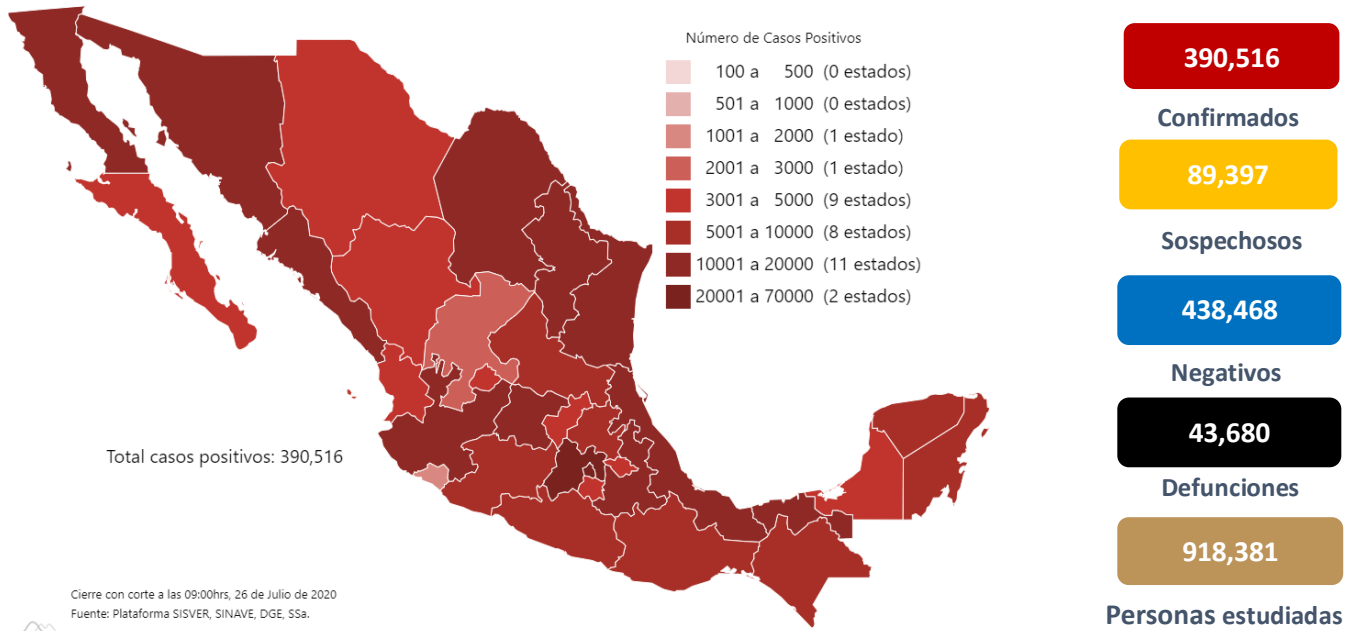 Número de Casos Positivos
100 a 500 (0 estados)
501 a 1000 (0 estados)
1001 a 2000 (1 estado)
2001 a 3000 (1 estado)
3001 a 5000 (9 estados)
5001 a 10000 (8 estados)
10001 a 20000 (11 estados)
20001 a 70000 (2 estados)
Total casos positivos: 390,516
Cierre con corte a las 09:00hrs, 26 de Julio de 2020
Fuente: Plataforma SISVER, SINAVE, DGE, SSa.
390,516
Confirmados
89,397
Sospechosos
438,468
Negativos
43,680
Defunciones
918,381
Personas estudiadas